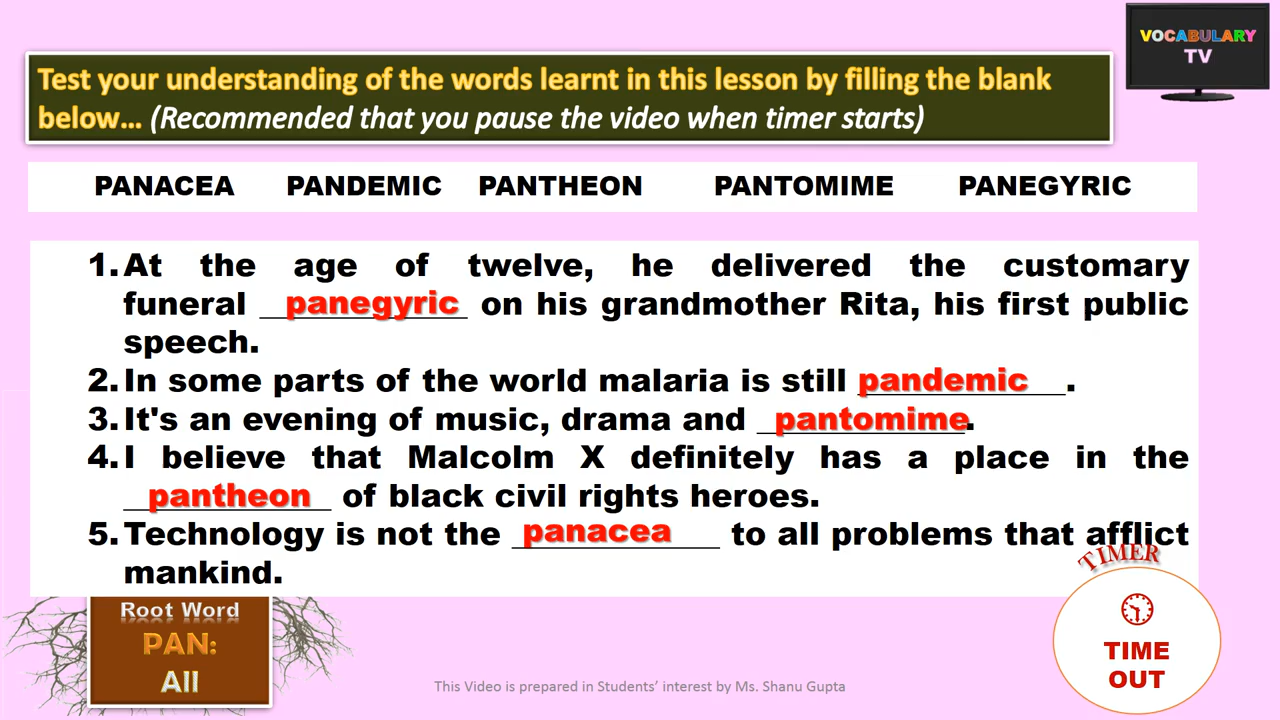 VOCABULARY
TV
Test your understanding of the words learnt in this lesson by filling the blank
below... (Recommended that you pause the video when timer starts)
PANACEA PANDEMIC PANTHEON PANTOMIME PANEGYRIC
1. At the age of twelve, he delivered the customary
funeral panegyric on his grandmother Rita, his first public
speech.
2. In some parts of the world malaria is still pandemic.
3. It's an evening of music, drama and pantomime.
4. I believe that Malcolm X definitely has a place in the
pantheon of black civil rights heroes.
5. Technology is not the panacea to all problems that afflict
mankind.
TIMER
TIME
OUT
Root Word
PAN:
All
This Video is prepared in Students' interest by Ms. Shanu Gupta